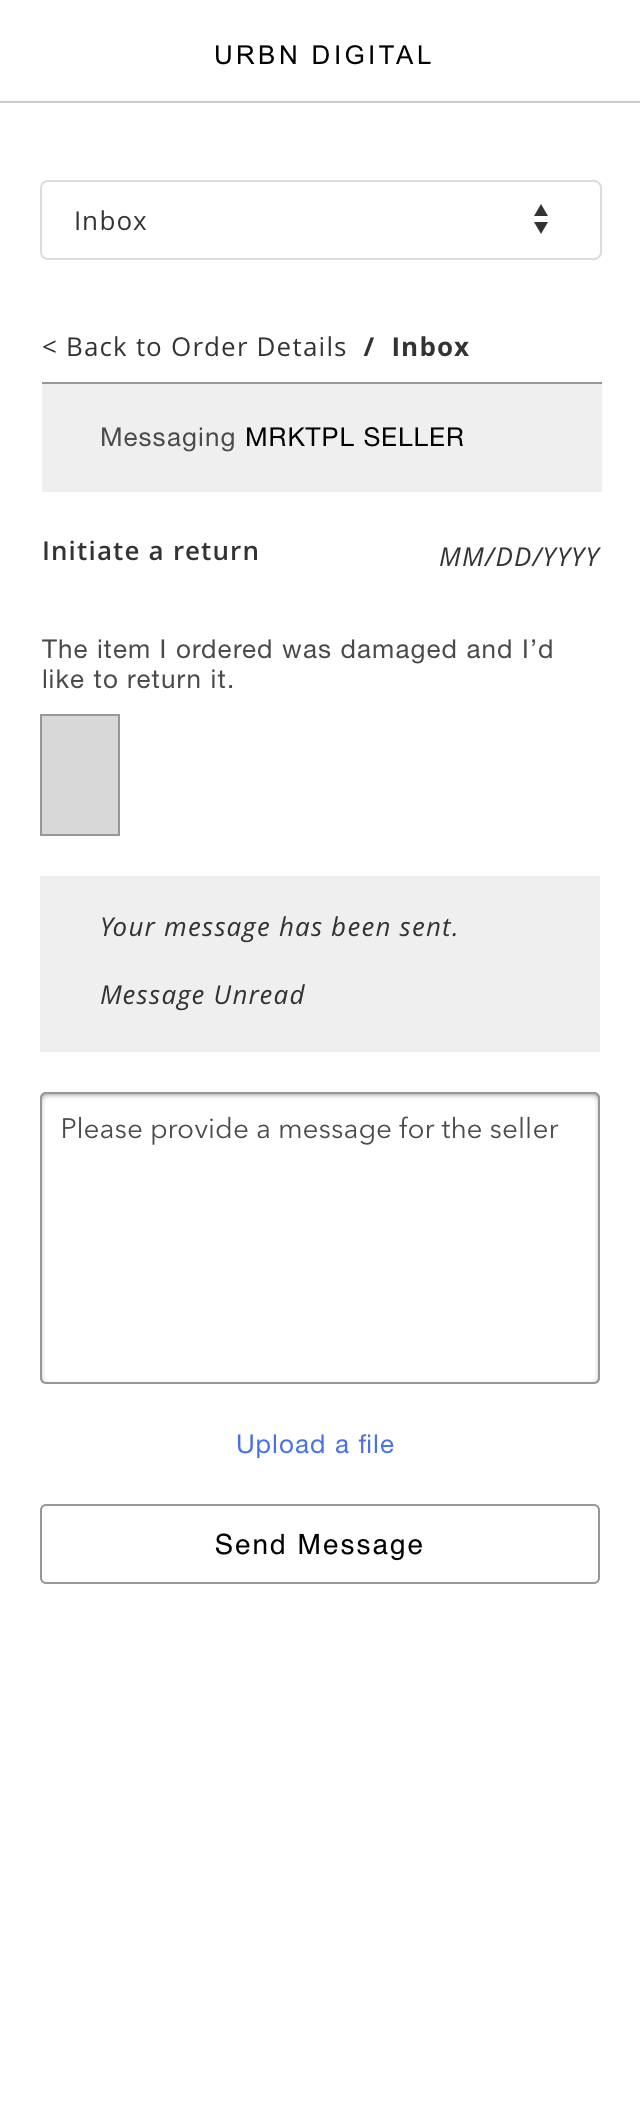 URBN DIGITAL
Inbox
< Back to Order Details / Inbox
Messaging MRKTPL SELLER
Initiate a return
MM/DD/YYYY
The item I ordered was damaged and I’d
like to return it.
Your message has been sent.
Message Unread
Please provide a message for the seller
Upload a file
Send Message